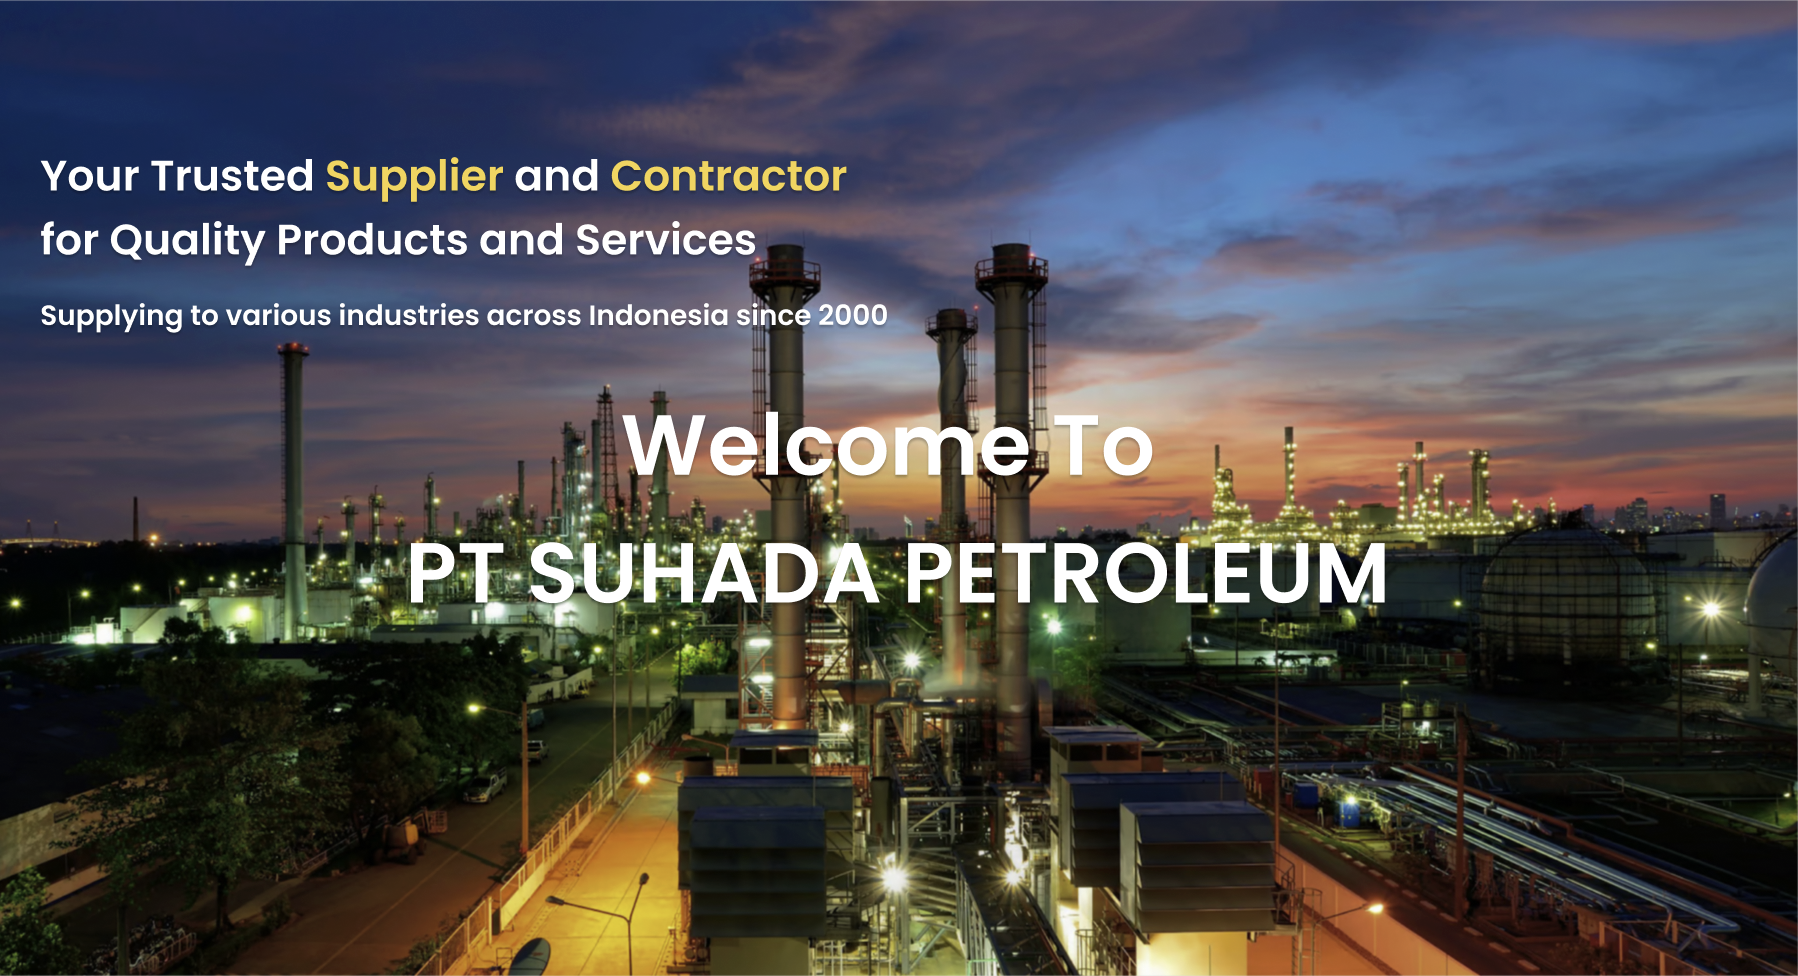 Your Trusted Supplier and Contractor
for Quality Products and Services
Supplying to various industries across Indonesia since 2000
Welcome To
PT SUHADA PETROLEUM